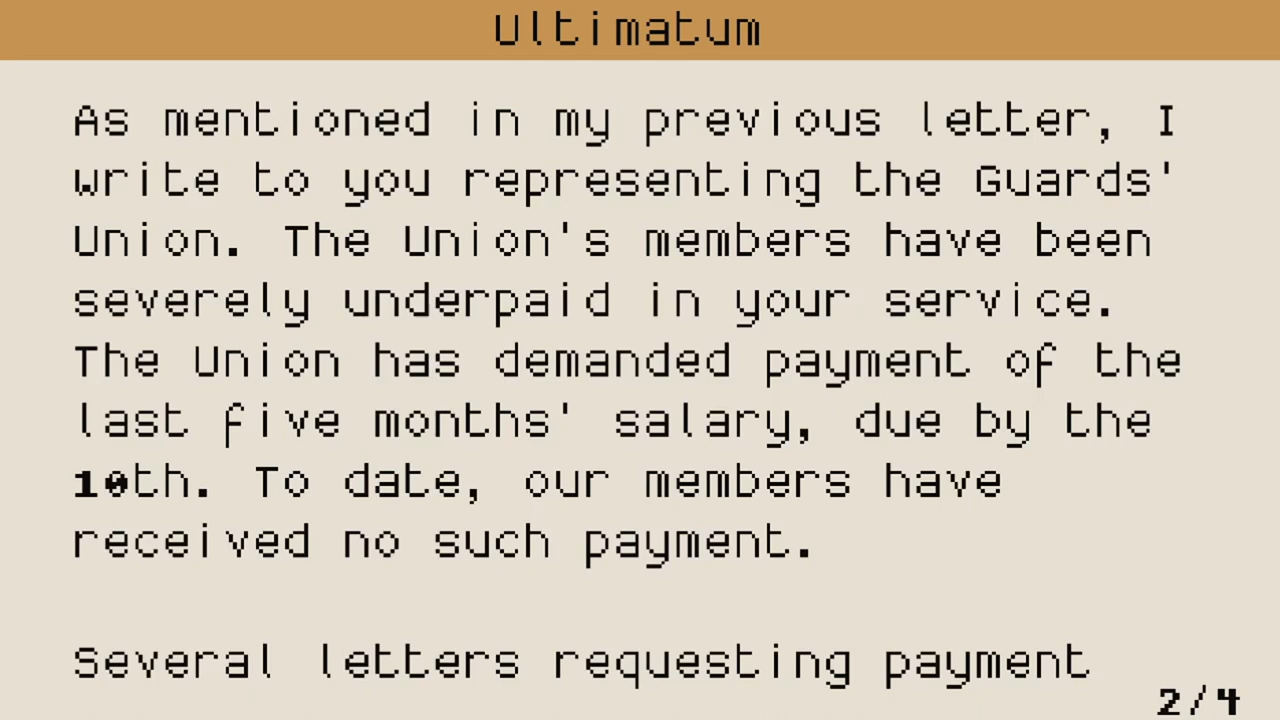 Ultimatum
As mentioned in my previous letter, I
write to you representing the Guards'
Union. The Union's members have been
severely underpaid in your service.
The Union has demanded payment of the
last five months' salary, due by the
10th. To date, our members have
received no such payment.
Several letters requesting payment
2/4